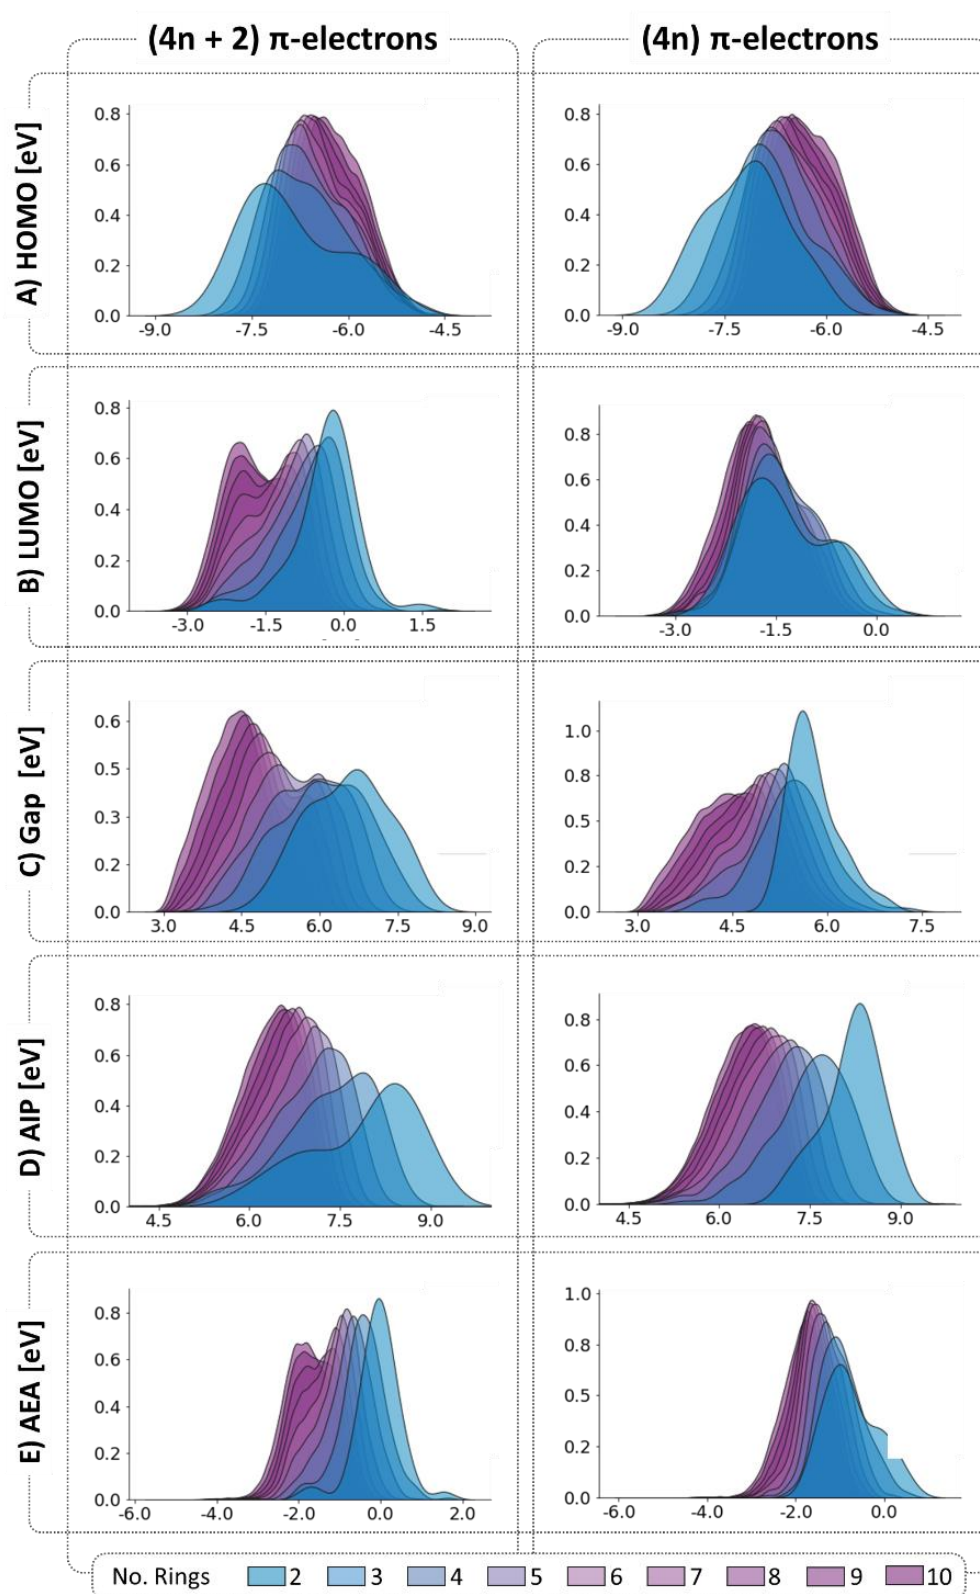 (4n + 2) π-electrons
(4n) π-electrons
A) HOMO [eV]
0.8
0.6
0.4
0.2
0.0
-9.0 -7.5 -6.0 -4.5
0.8
0.6
0.4
0.2
0.0
-9.0 -7.5 -6.0 -4.5
B) LUMO [eV]
0.8
0.6
0.4
0.2
0.0
-3.0 -1.5 0.0 1.5
0.8
0.6
0.4
0.2
0.0
-3.0 -1.5 0.0
C) Gap [eV]
0.6
0.5
0.3
0.2
0.0
3.0 4.5 6.0 7.5 9.0
1.0
0.8
0.5
0.2
0.0
3.0 4.5 6.0 7.5
D) AIP [eV]
0.8
0.6
0.4
0.2
0.0
4.5 6.0 7.5 9.0
0.8
0.6
0.4
0.2
0.0
4.5 6.0 7.5 9.0
E) AEA [eV]
0.8
0.6
0.4
0.2
0.0
-6.0 -4.0 -2.0 0.0 2.0
1.0
0.8
0.5
0.2
0.0
-6.0 -4.0 -2.0 0.0
No. Rings 2 3 4 5 6 7 8 9 10